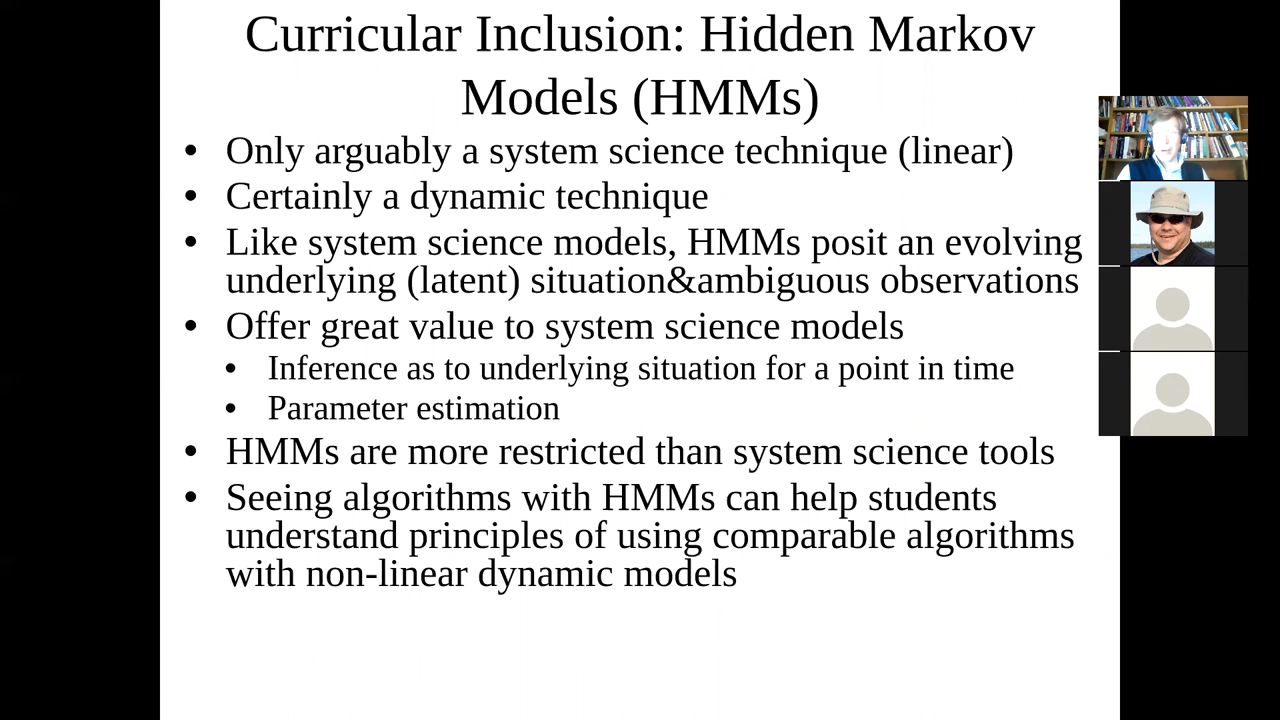 Curricular Inclusion: Hidden Markov
Models (HMMs)
• Only arguably a system science technique (linear)
• Certainly a dynamic technique
• Like system science models, HMMs posit an evolving
underlying (latent) situation&ambiguous observations
• Offer great value to system science models
• Inference as to underlying situation for a point in time
• Parameter estimation
• HMMs are more restricted than system science tools
• Seeing algorithms with HMMs can help students
understand principles of using comparable algorithms
with non-linear dynamic models